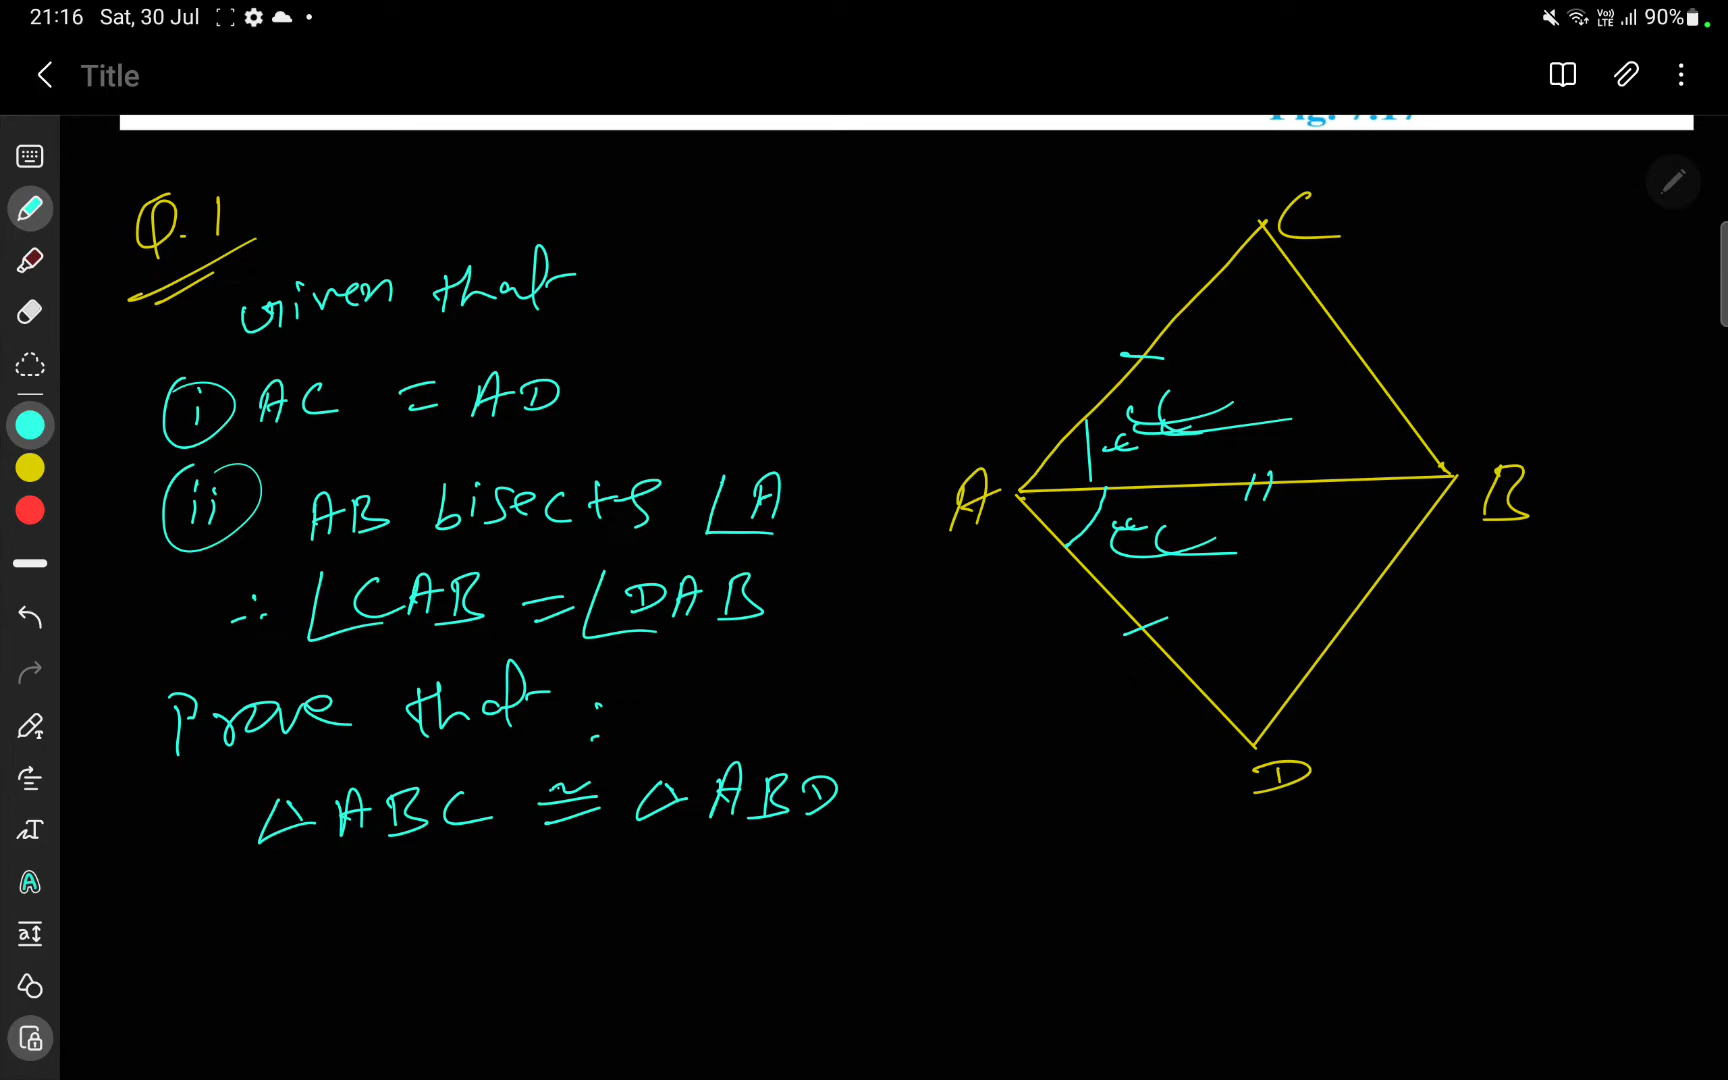 21:16 Sat, 30 Jul
90%
Title
Q. 1
Given that
(i) AC = AD
(ii) AB bisects ∠A
∴ ∠CAB = ∠DAB
Prove that :
△ABC ≅ △ABD
C
A
B
D